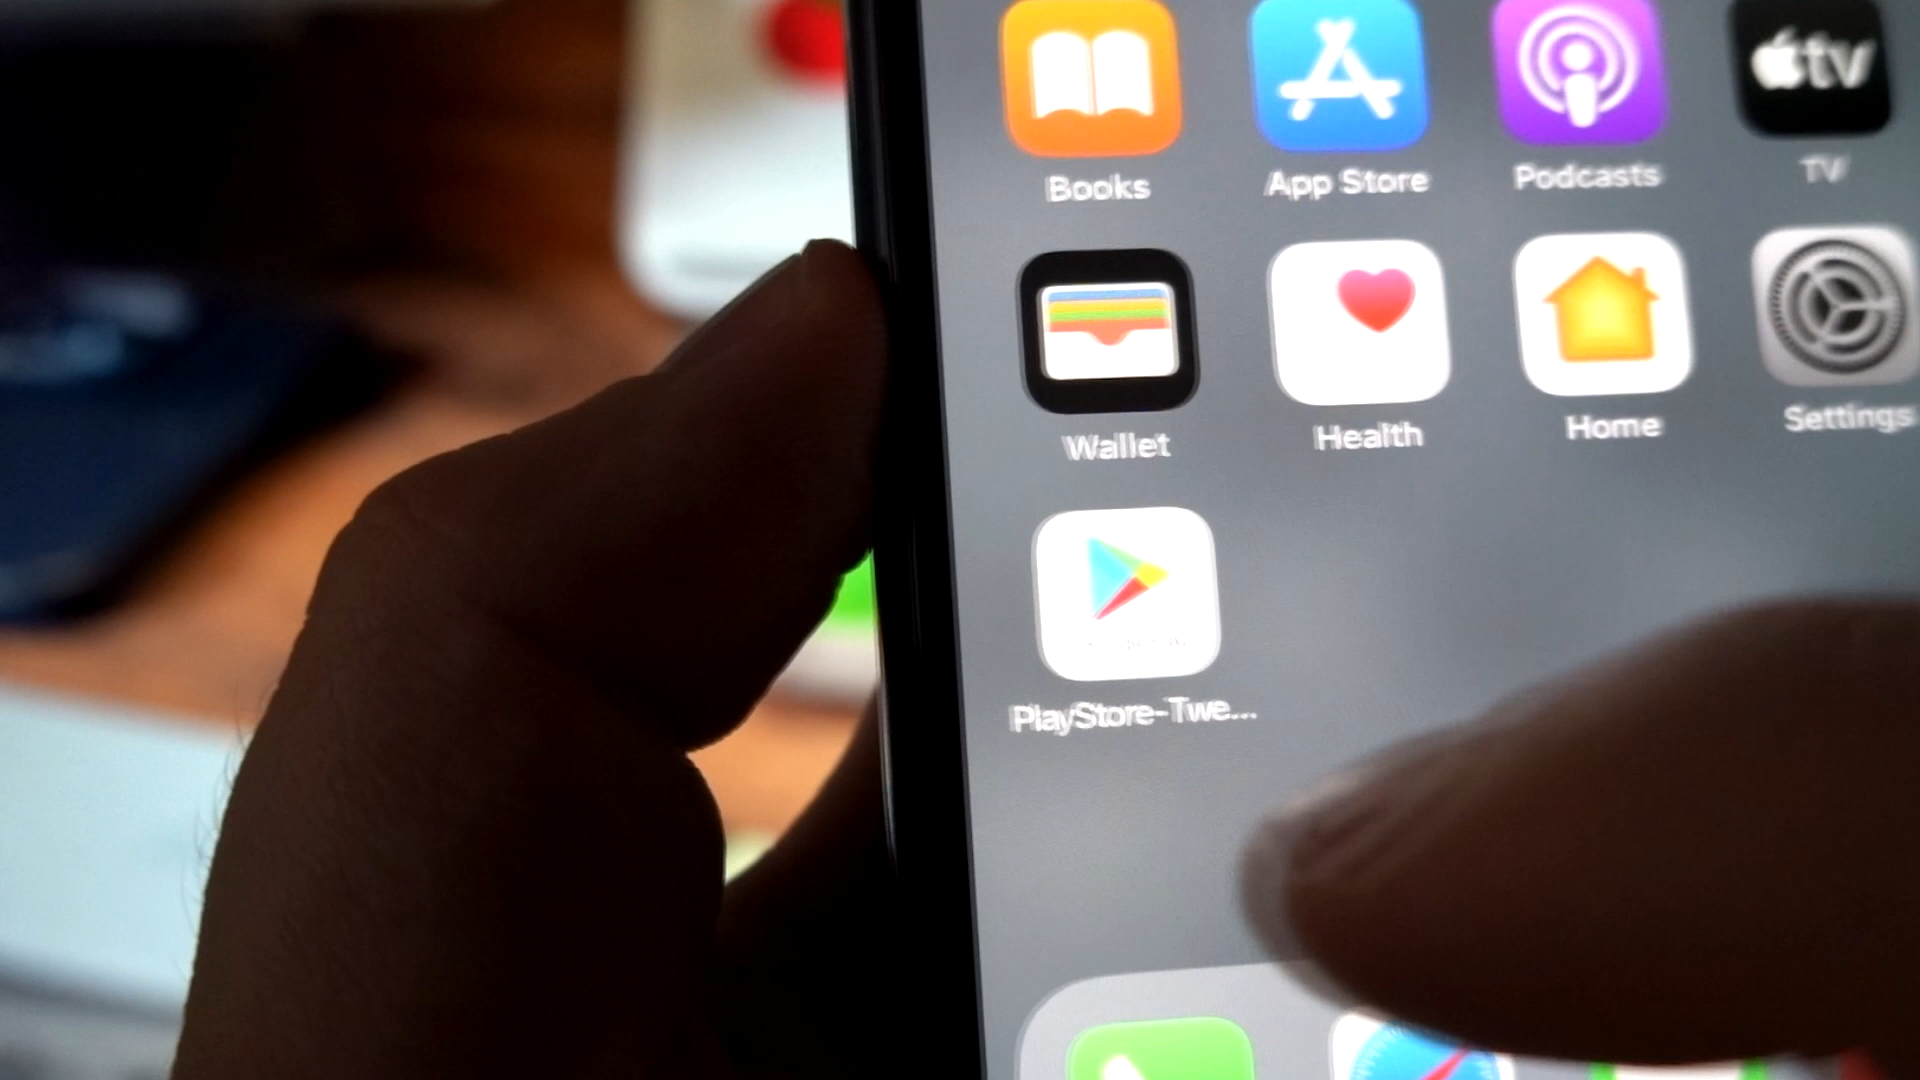 tv
Books
App Store
Podcasts
TV
Wallet
Health
Home
Settings
PlayStore-Twe...